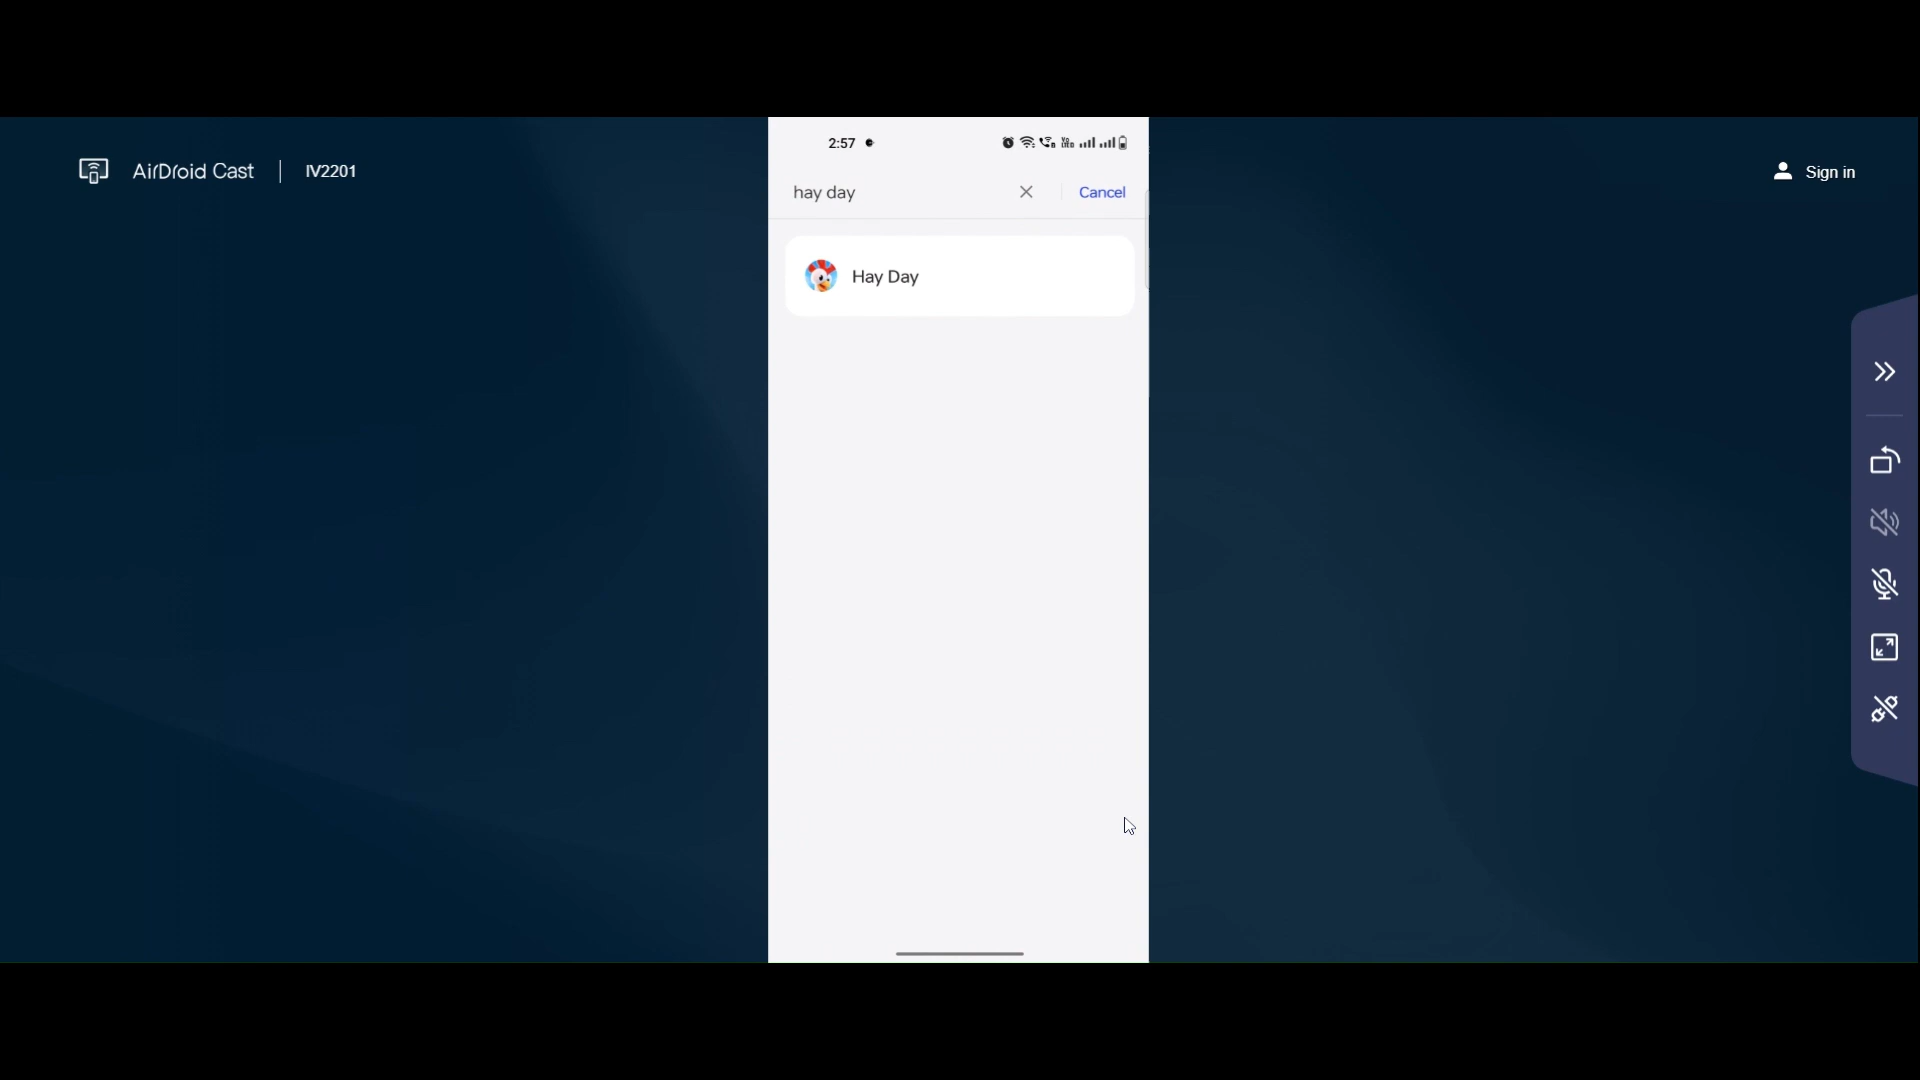 AirDroid Cast | IV2201
Sign in
2:57
hay day
Cancel
Hay Day